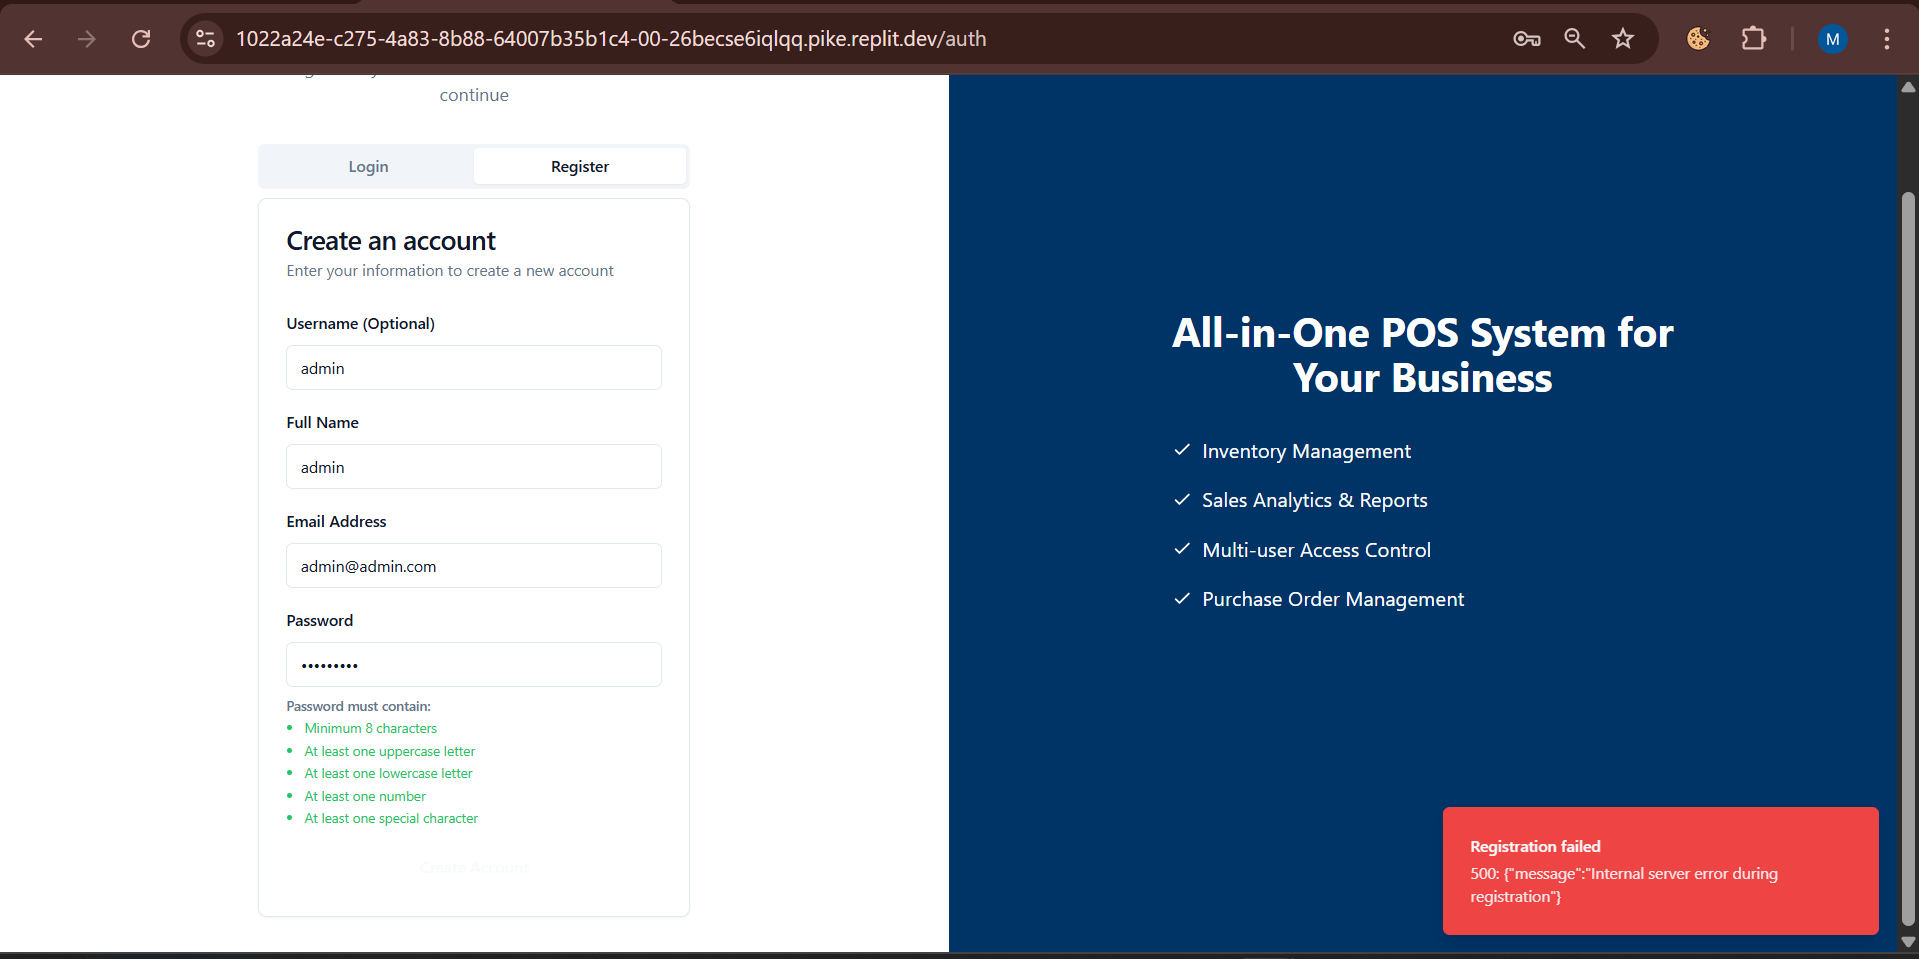 1022a24e-c275-4a83-8b88-64007b35b1c4-00-26becse6iqlqq.pike.replit.dev/auth
M
continue
Login
Register
Create an account
Enter your information to create a new account
Username (Optional)
admin
Full Name
admin
Email Address
admin@admin.com
Password
Password must contain:
Minimum 8 characters
At least one uppercase letter
At least one lowercase letter
At least one number
At least one special character
Create Account
All-in-One POS System for
Your Business
Inventory Management
Sales Analytics & Reports
Multi-user Access Control
Purchase Order Management
Registration failed
500: {"message":"Internal server error during
registration"}